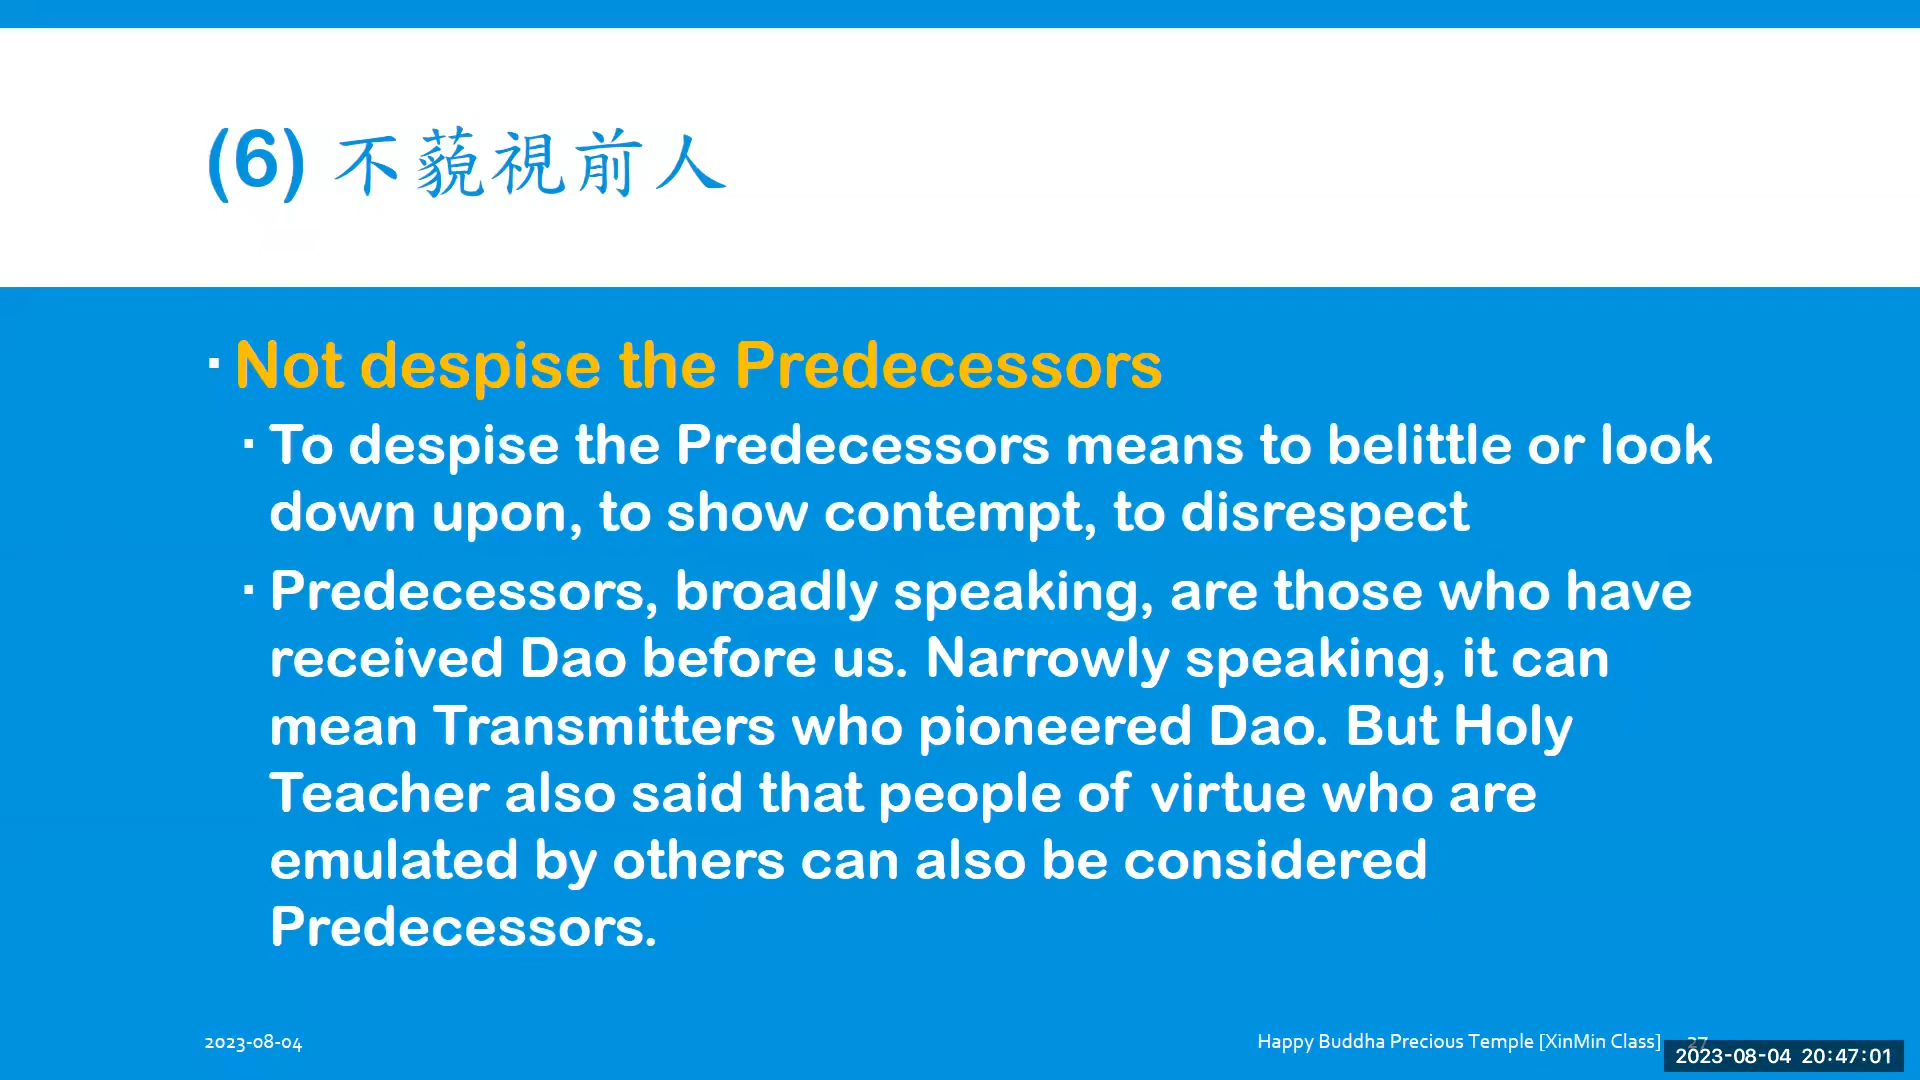 (6) 不藐視前人
▪ Not despise the Predecessors
▪ To despise the Predecessors means to belittle or look
down upon, to show contempt, to disrespect
▪ Predecessors, broadly speaking, are those who have
received Dao before us. Narrowly speaking, it can
mean Transmitters who pioneered Dao. But Holy
Teacher also said that people of virtue who are
emulated by others can also be considered
Predecessors.
2023-08-04
Happy Buddha Precious Temple [XinMin Class] 27
2023-08-04 20:47:01